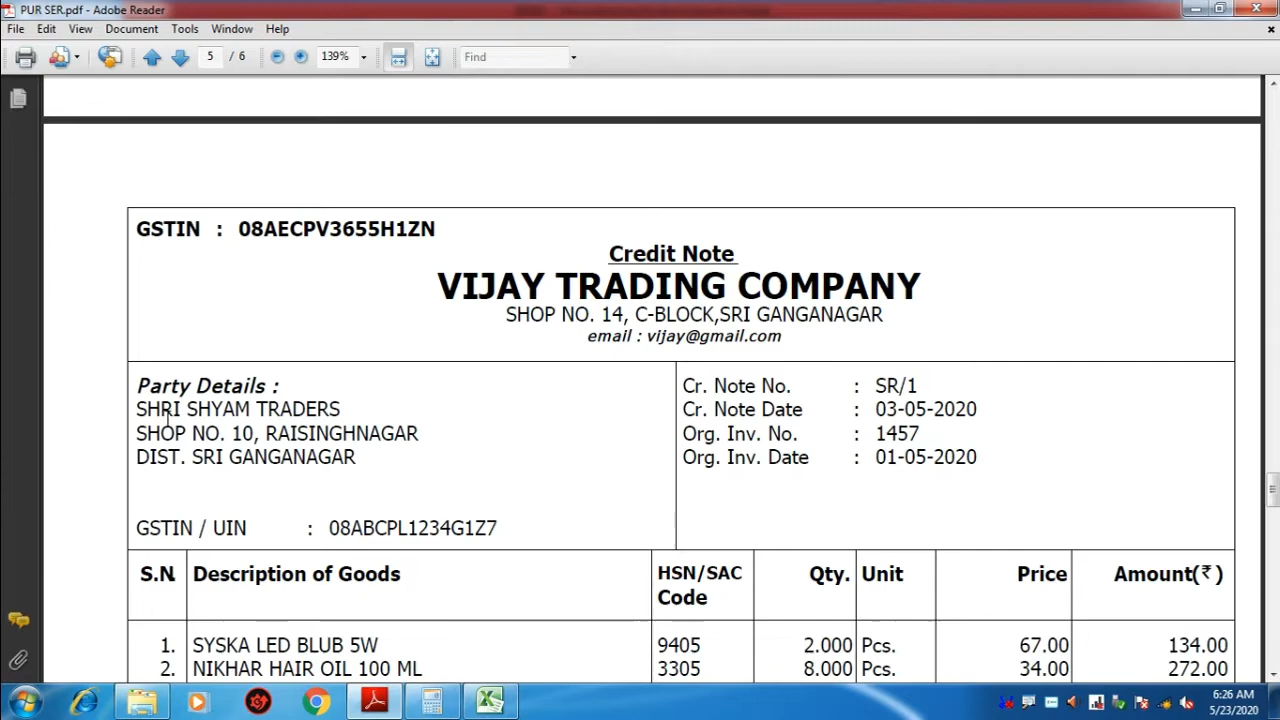 PUR SER.pdf - Adobe Reader
File Edit View Document Tools Window Help
5 / 6 139% Find
GSTIN : 08AECPV3655H1ZN
Credit Note
VIJAY TRADING COMPANY
SHOP NO. 14, C-BLOCK,SRI GANGANAGAR
email : vijay@gmail.com
Party Details :
SHRI SHYAM TRADERS
SHOP NO. 10, RAISINGHNAGAR
DIST. SRI GANGANAGAR
GSTIN / UIN : 08ABCPL1234G1Z7
Cr. Note No. : SR/1
Cr. Note Date : 03-05-2020
Org. Inv. No. : 1457
Org. Inv. Date : 01-05-2020
S.N. Description of Goods HSN/SAC Code Qty. Unit Price Amount(₹)
1. SYSKA LED BLUB 5W 9405 2.000 Pcs. 67.00 134.00
2. NIKHAR HAIR OIL 100 ML 3305 8.000 Pcs. 34.00 272.00
6:26 AM
5/23/2020